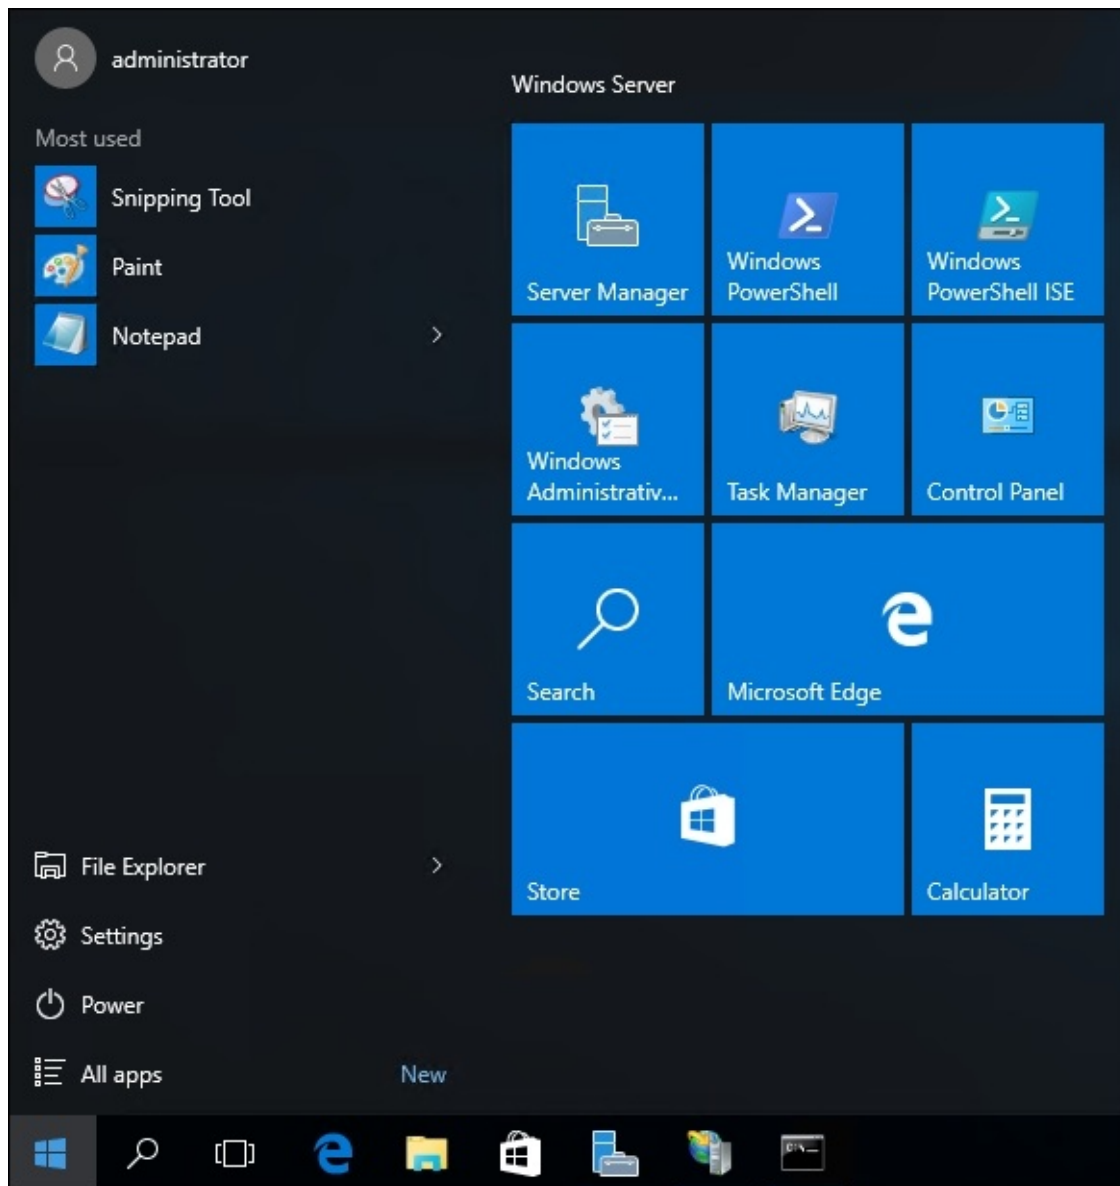 administrator
Most used
Snipping Tool
Paint
Notepad
File Explorer
Settings
Power
All apps
New
Windows Server
Server Manager
Windows
PowerShell
Windows
PowerShell ISE
Windows
Administrativ...
Task Manager
Control Panel
Search
Microsoft Edge
Store
Calculator